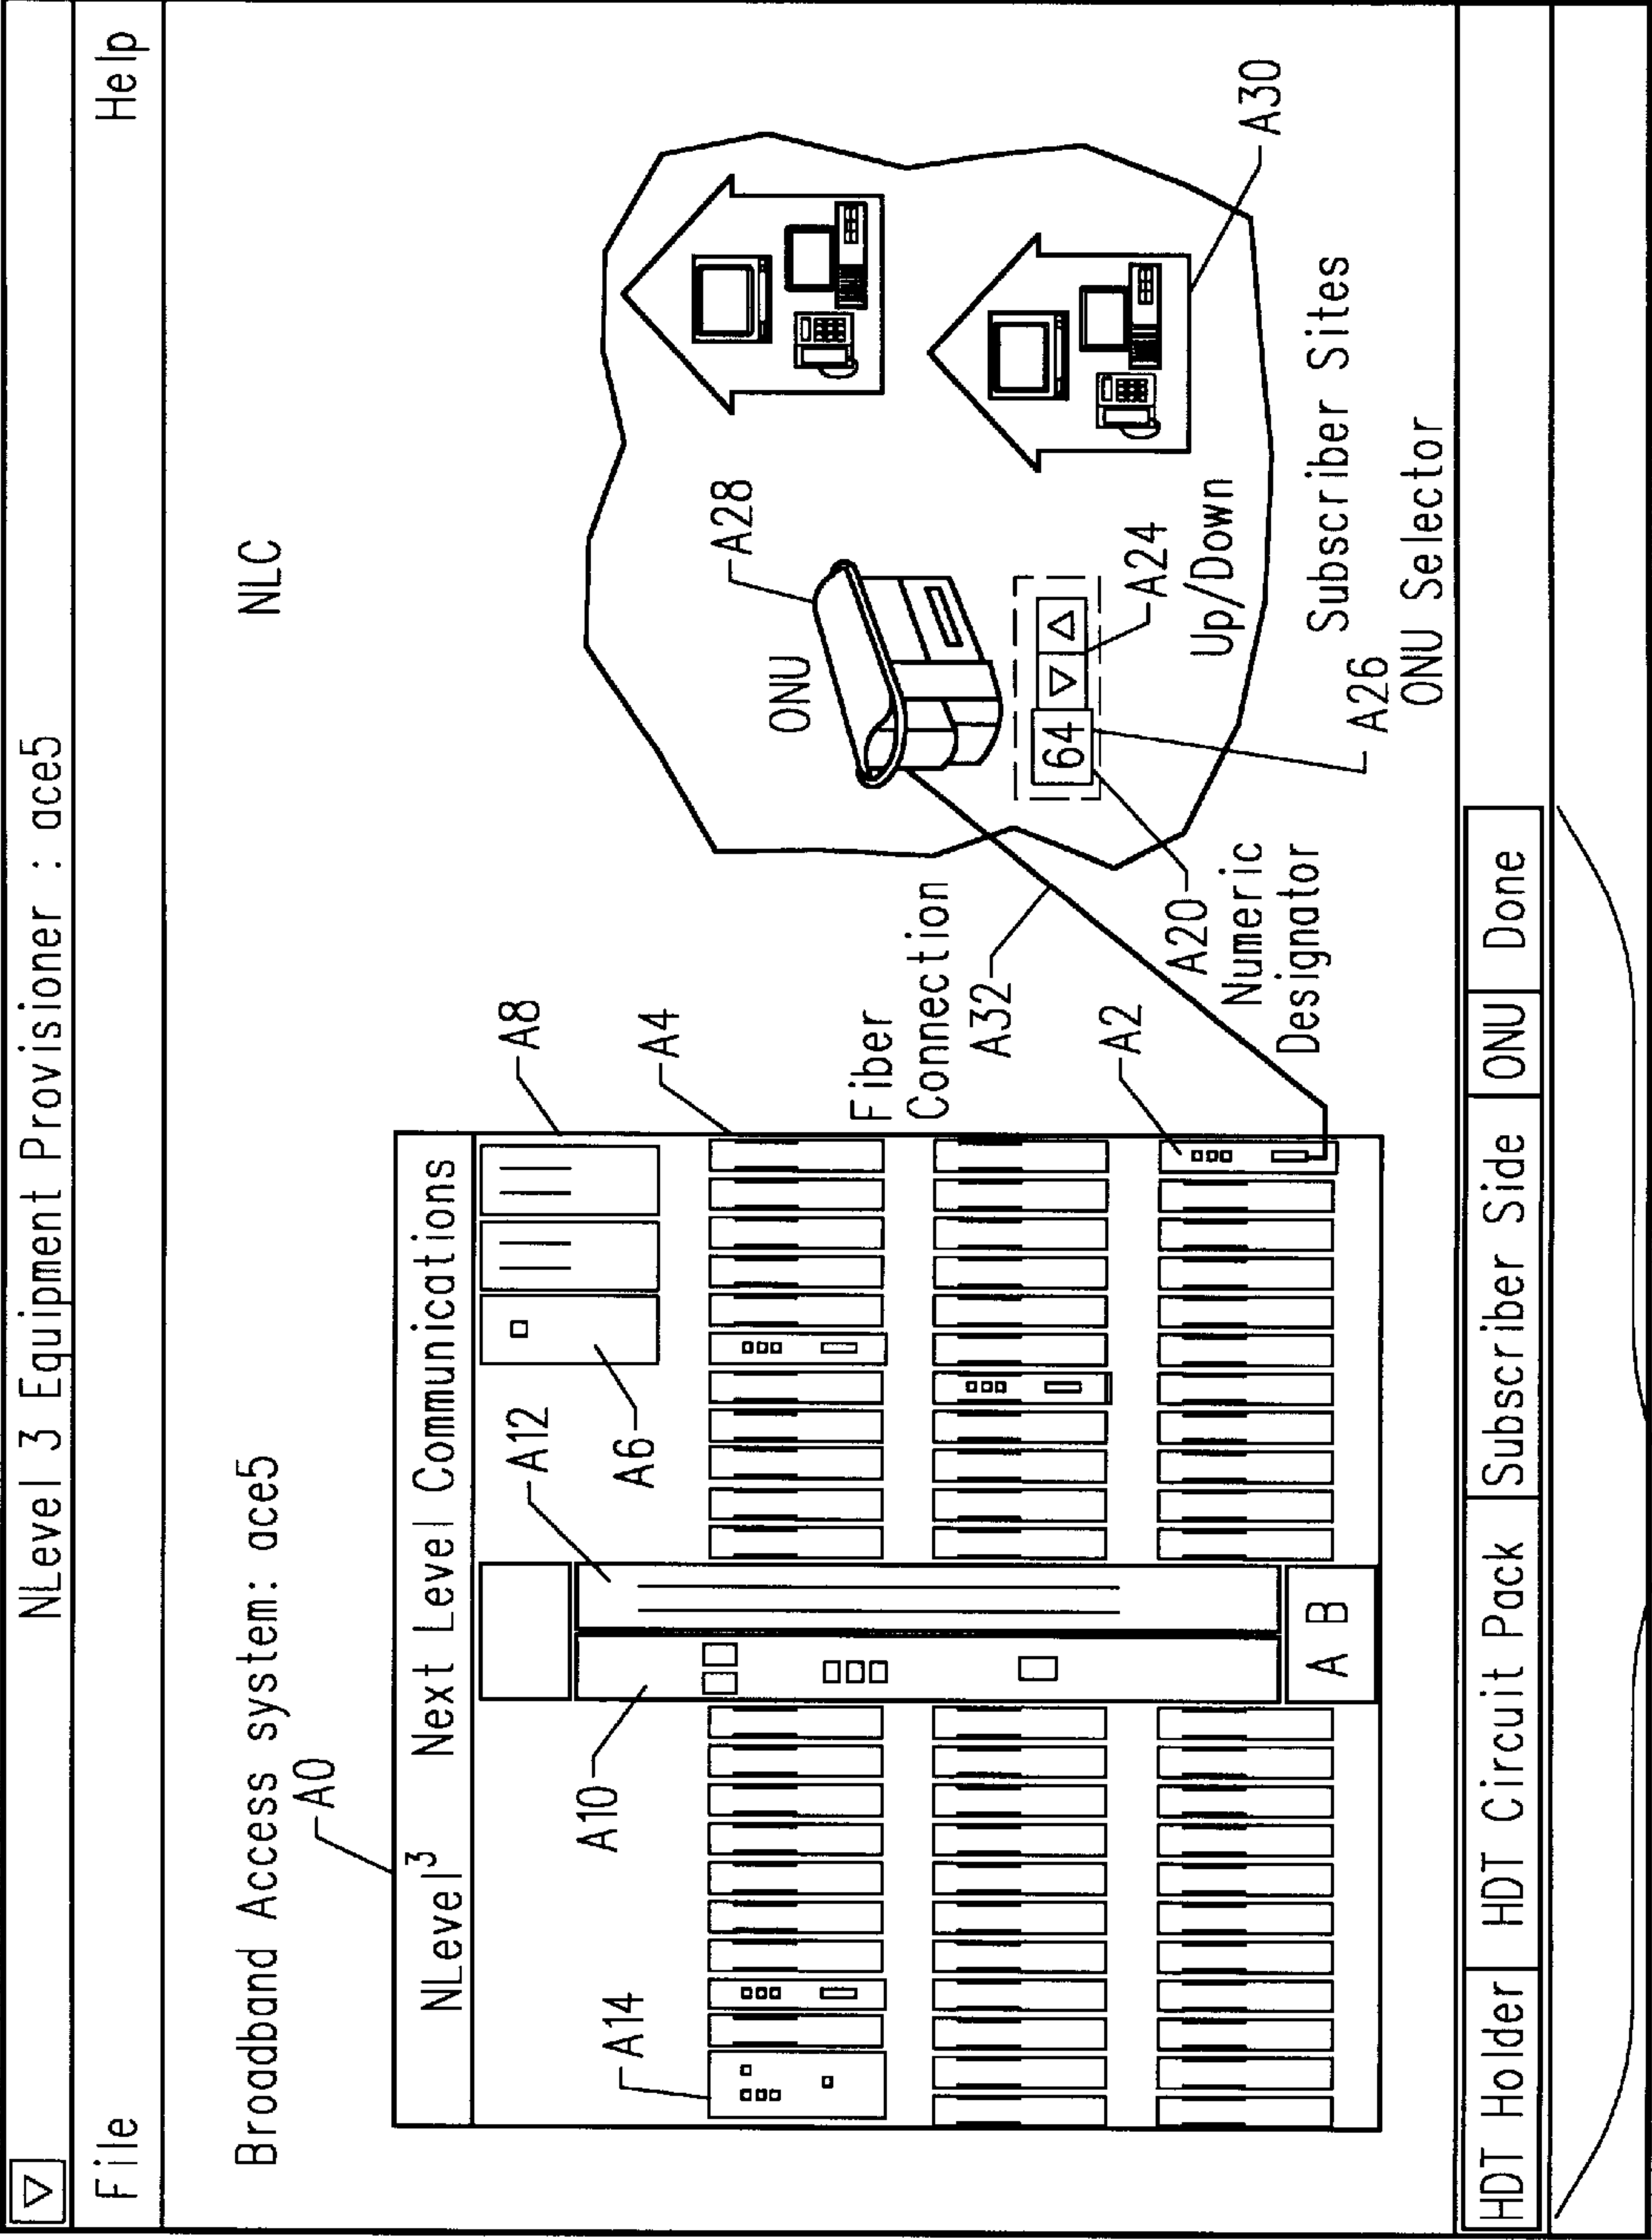 NLevel 3 Equipment Provisioner : ace5
File
Help
Broadband Access system: ace5
NLC
A0
NLevel3 Next Level Communications
A8
A12
A6
A4
A10
A14
A B
Fiber
Connection
A32
A2
ONU
A28
64
A24
Up/Down
A20
Numeric
Designator
A30
Subscriber Sites
A26
ONU Selector
HDT Holder
HDT Circuit Pack
Subscriber Side
ONU
Done